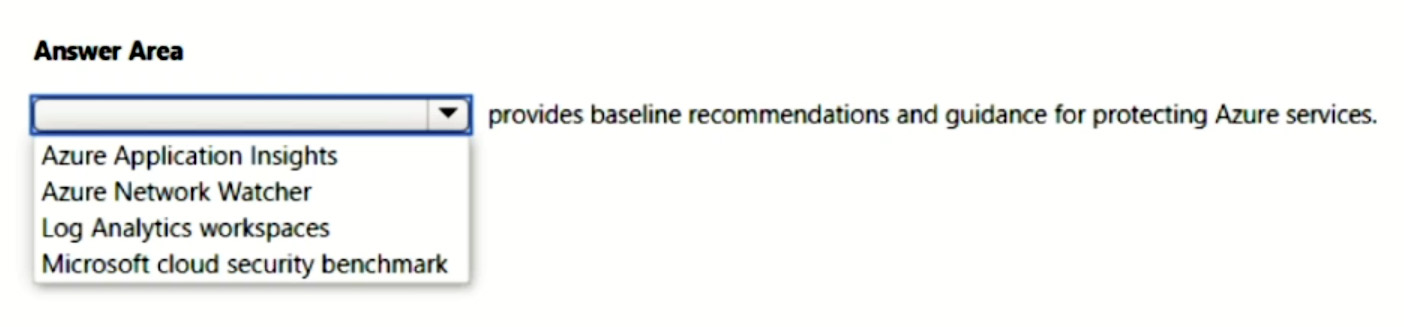 Answer Area
provides baseline recommendations and guidance for protecting Azure services.
Azure Application Insights
Azure Network Watcher
Log Analytics workspaces
Microsoft cloud security benchmark